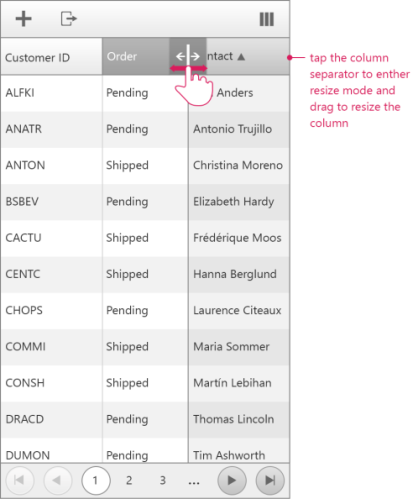 Customer ID Order ntact ▲
ALFKI Pending Anders
ANATR Pending Antonio Trujillo
ANTON Shipped Christina Moreno
BSBEV Pending Elizabeth Hardy
CACTU Shipped Frédérique Moos
CENTC Shipped Hanna Berglund
CHOPS Pending Laurence Citeaux
COMMI Shipped Maria Sommer
CONSH Shipped Martín Lebihan
DRACD Pending Thomas Lincoln
DUMON Pending Tim Ashworth
1 2 3 ...
tap the column
separator to enther
resize mode and
drag to resize the
column